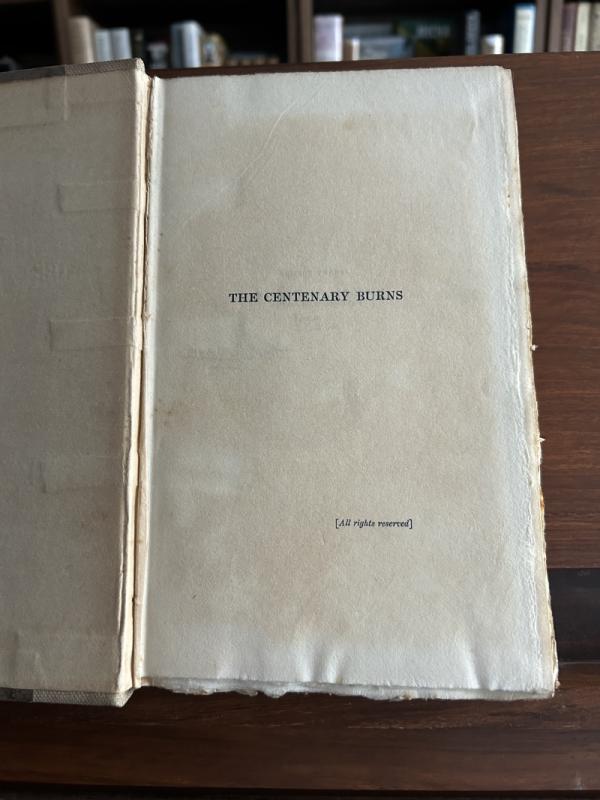 THE CENTENARY BURNS
[All rights reserved]